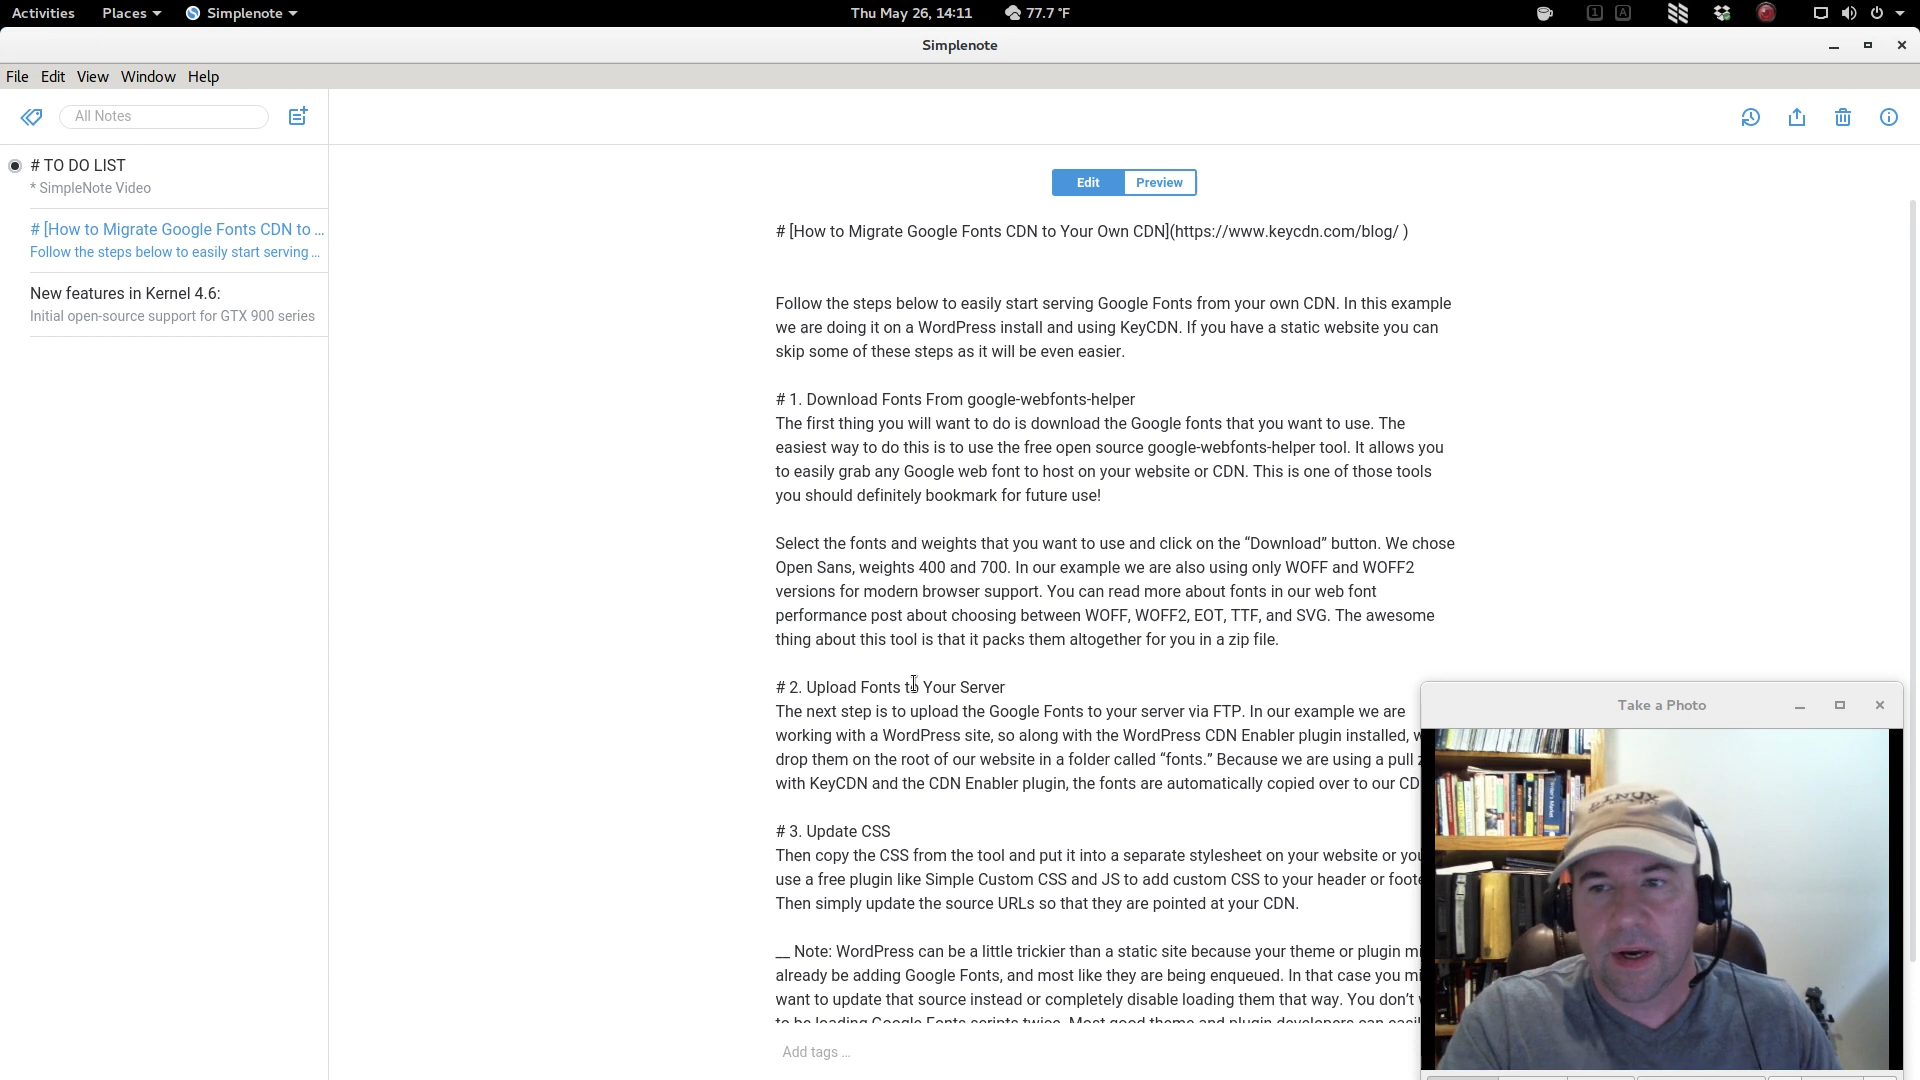 Activities Places Simplenote Thu May 26, 14:11 77.7 °F 1 A
Simplenote
File Edit View Window Help
All Notes
# TO DO LIST
* SimpleNote Video
# [How to Migrate Google Fonts CDN to ...
Follow the steps below to easily start serving ...
New features in Kernel 4.6:
Initial open-source support for GTX 900 series
Edit Preview
# [How to Migrate Google Fonts CDN to Your Own CDN](https://www.keycdn.com/blog/ )
Follow the steps below to easily start serving Google Fonts from your own CDN. In this example
we are doing it on a WordPress install and using KeyCDN. If you have a static website you can
skip some of these steps as it will be even easier.
# 1. Download Fonts From google-webfonts-helper
The first thing you will want to do is download the Google fonts that you want to use. The
easiest way to do this is to use the free open source google-webfonts-helper tool. It allows you
to easily grab any Google web font to host on your website or CDN. This is one of those tools
you should definitely bookmark for future use!
Select the fonts and weights that you want to use and click on the “Download” button. We chose
Open Sans, weights 400 and 700. In our example we are also using only WOFF and WOFF2
versions for modern browser support. You can read more about fonts in our web font
performance post about choosing between WOFF, WOFF2, EOT, TTF, and SVG. The awesome
thing about this tool is that it packs them altogether for you in a zip file.
# 2. Upload Fonts to Your Server
The next step is to upload the Google Fonts to your server via FTP. In our example we are
working with a WordPress site, so along with the WordPress CDN Enabler plugin installed,
drop them on the root of our website in a folder called “fonts.” Because we are using a pull
with KeyCDN and the CDN Enabler plugin, the fonts are automatically copied over to our
# 3. Update CSS
Then copy the CSS from the tool and put it into a separate stylesheet on your website or
use a free plugin like Simple Custom CSS and JS to add custom CSS to your header or
Then simply update the source URLs so that they are pointed at your CDN.
__ Note: WordPress can be a little trickier than a static site because your theme or plugin
already be adding Google Fonts, and most like they are being enqueued. In that case you
want to update that source instead or completely disable loading them that way. You don’t
to be loading Google Fonts scripts twice. Most good theme and plugin developers can
Add tags ...
Take a Photo
LINUX